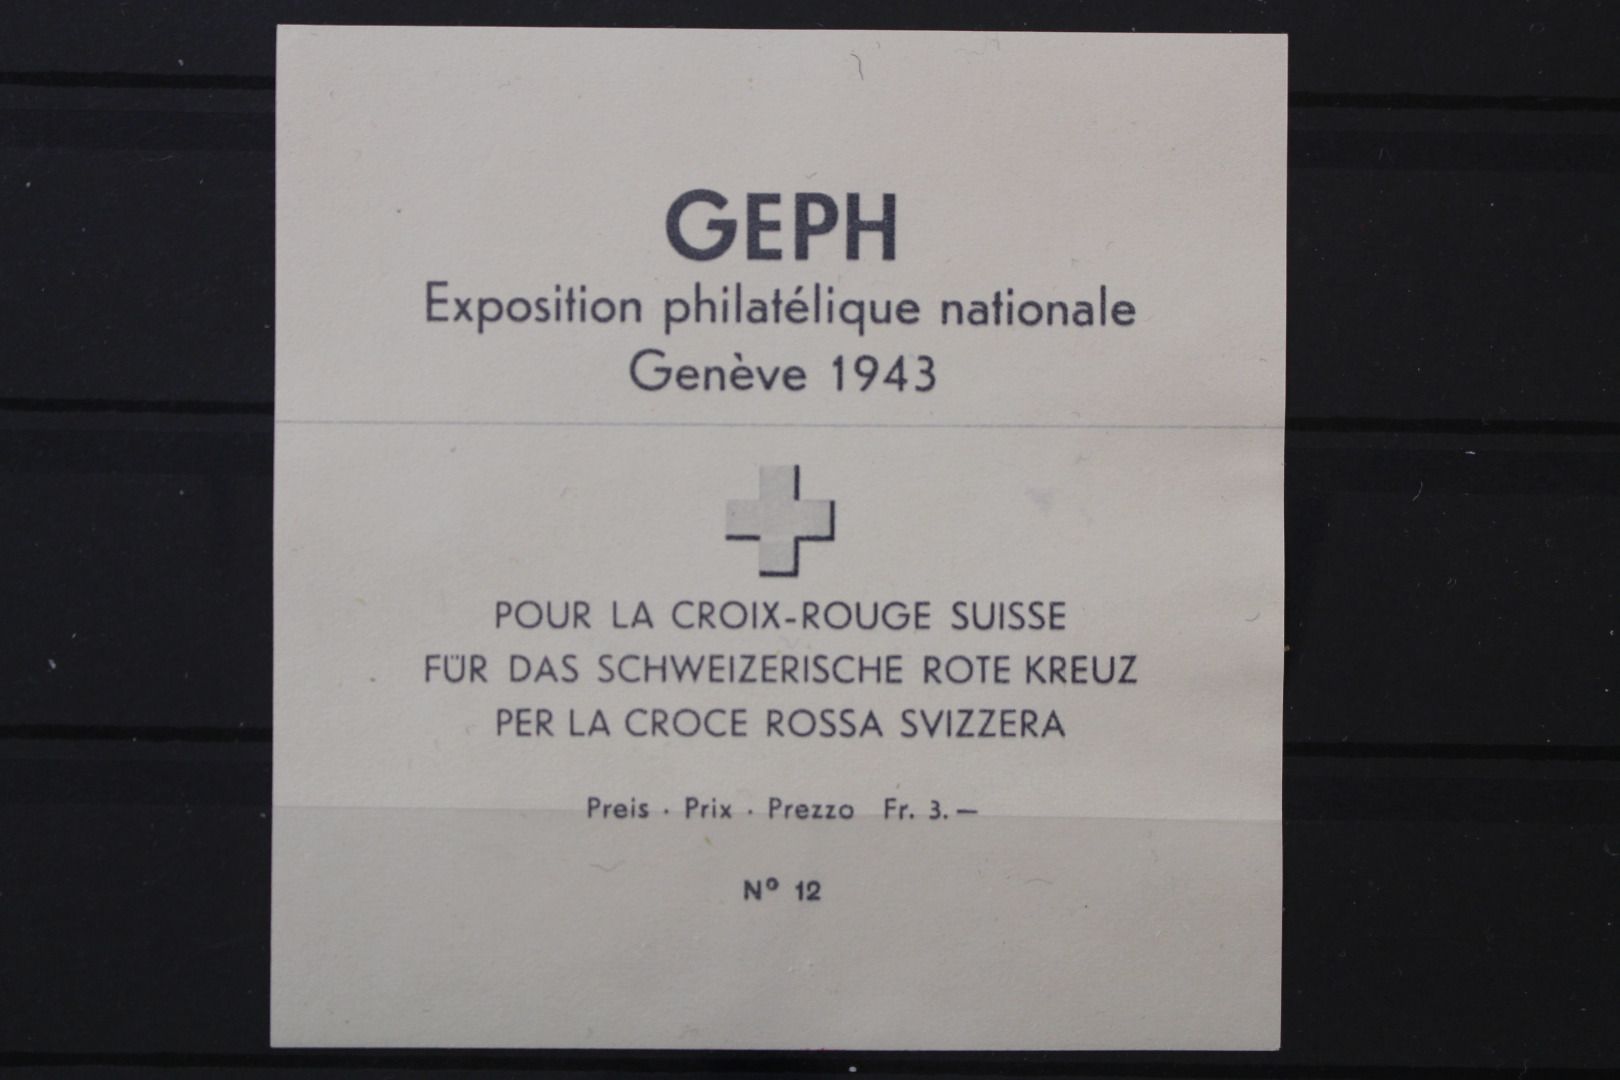 GEPH
Exposition philatélique nationale
Genève 1943
POUR LA CROIX-ROUGE SUISSE
FÜR DAS SCHWEIZERISCHE ROTE KREUZ
PER LA CROCE ROSSA SVIZZERA
Preis · Prix · Prezzo Fr. 3.—
Nº 12